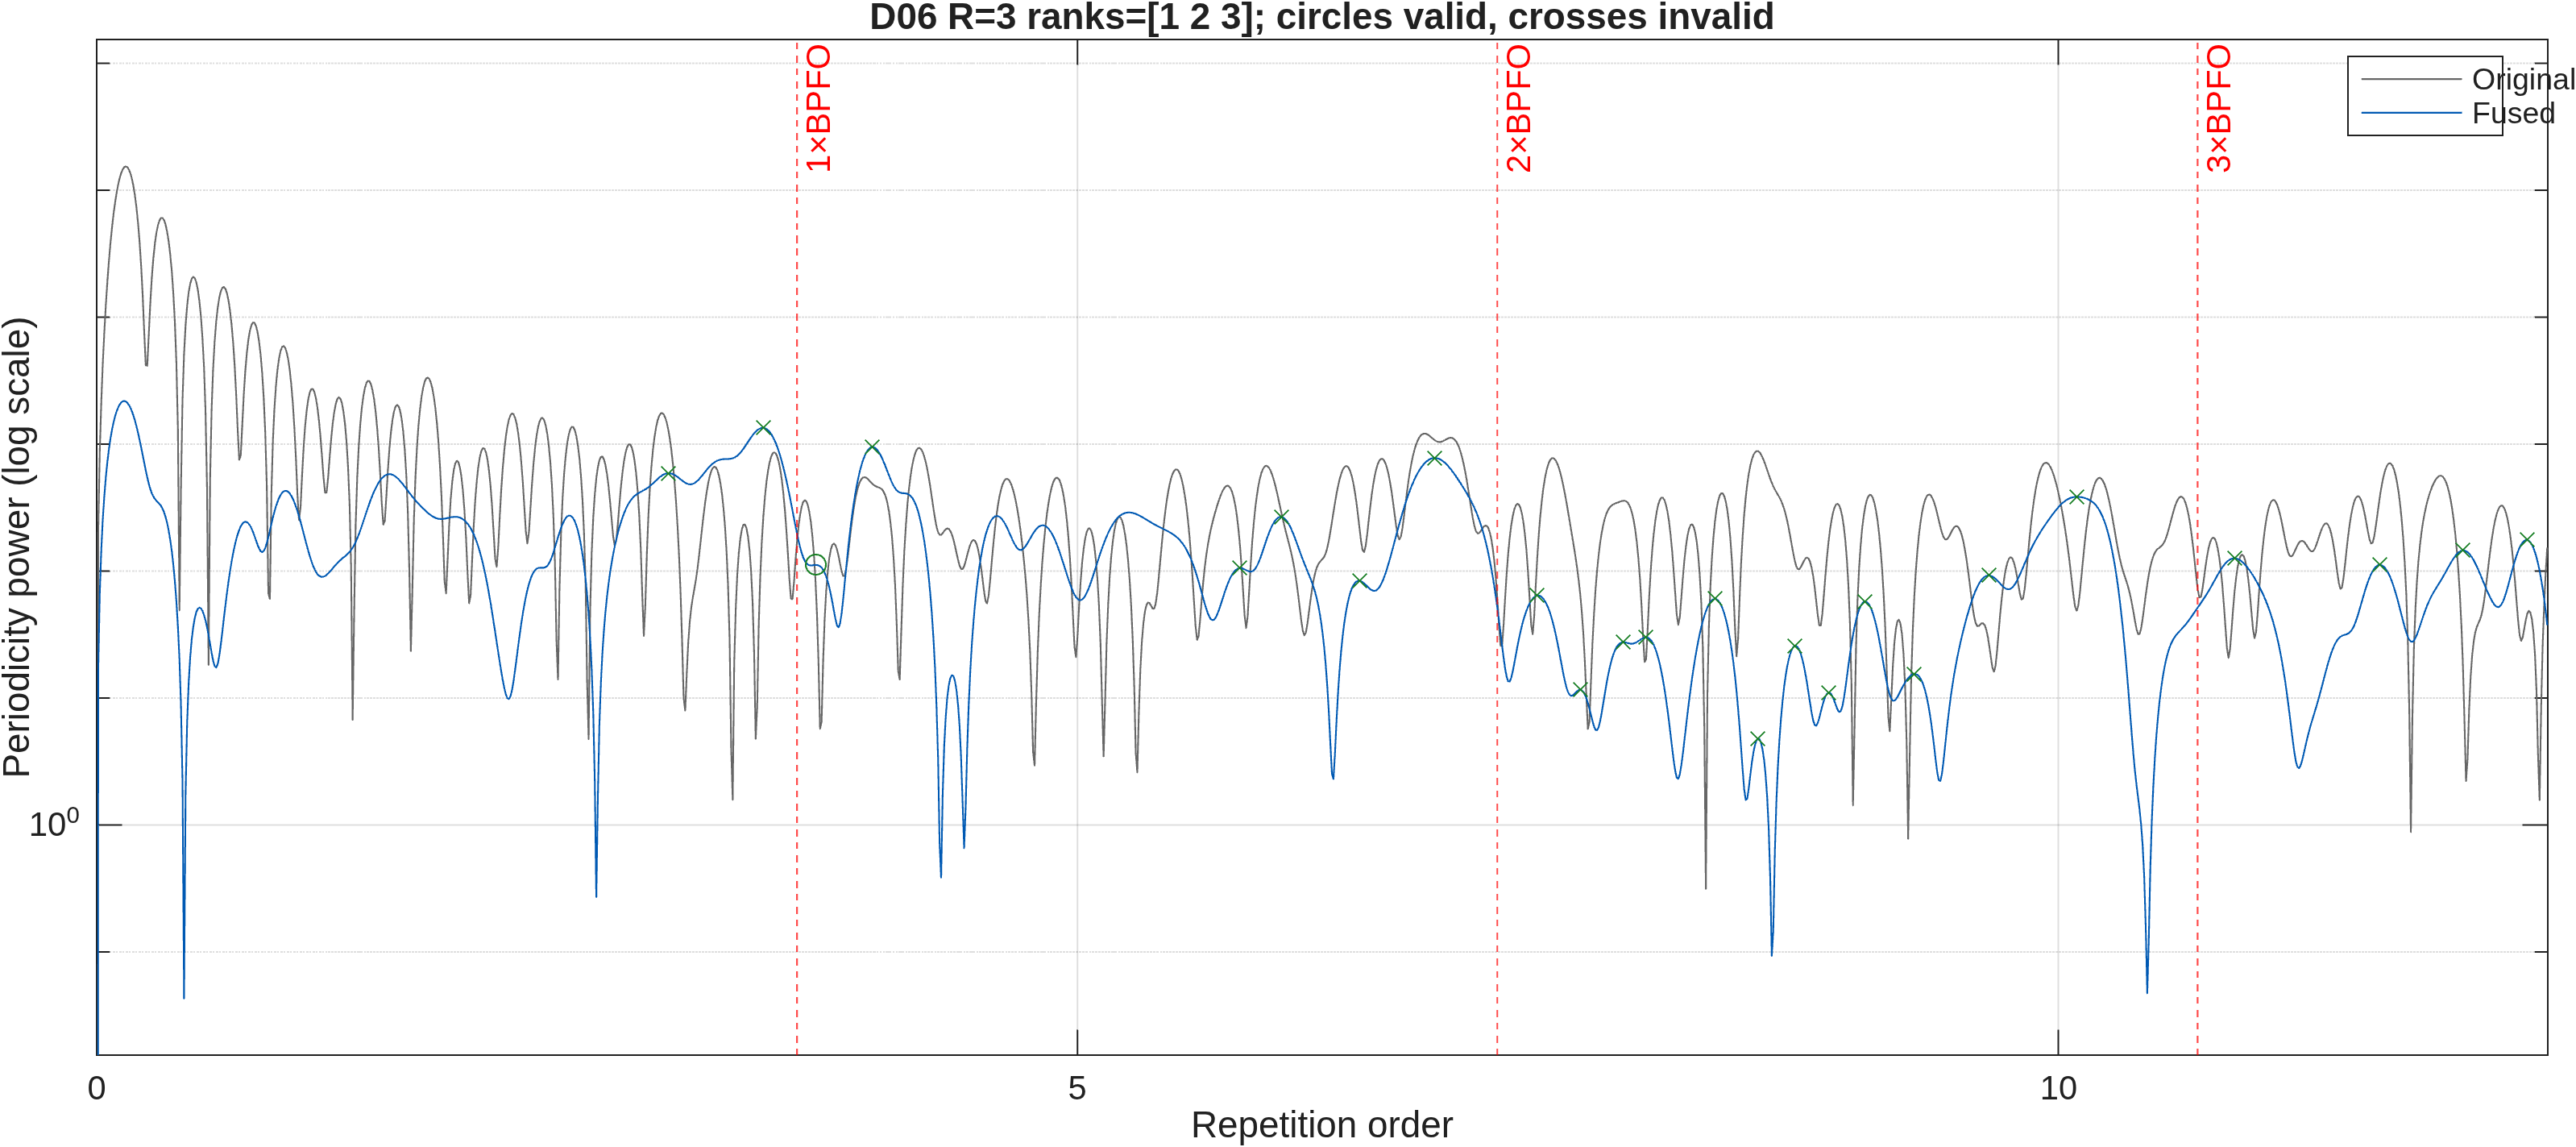 D06 R=3 ranks=[1 2 3]; circles valid, crosses invalid
1×BPFO
2×BPFO
3×BPFO
Original
Fused
Periodicity power (log scale)
10⁰
0
5
10
Repetition order